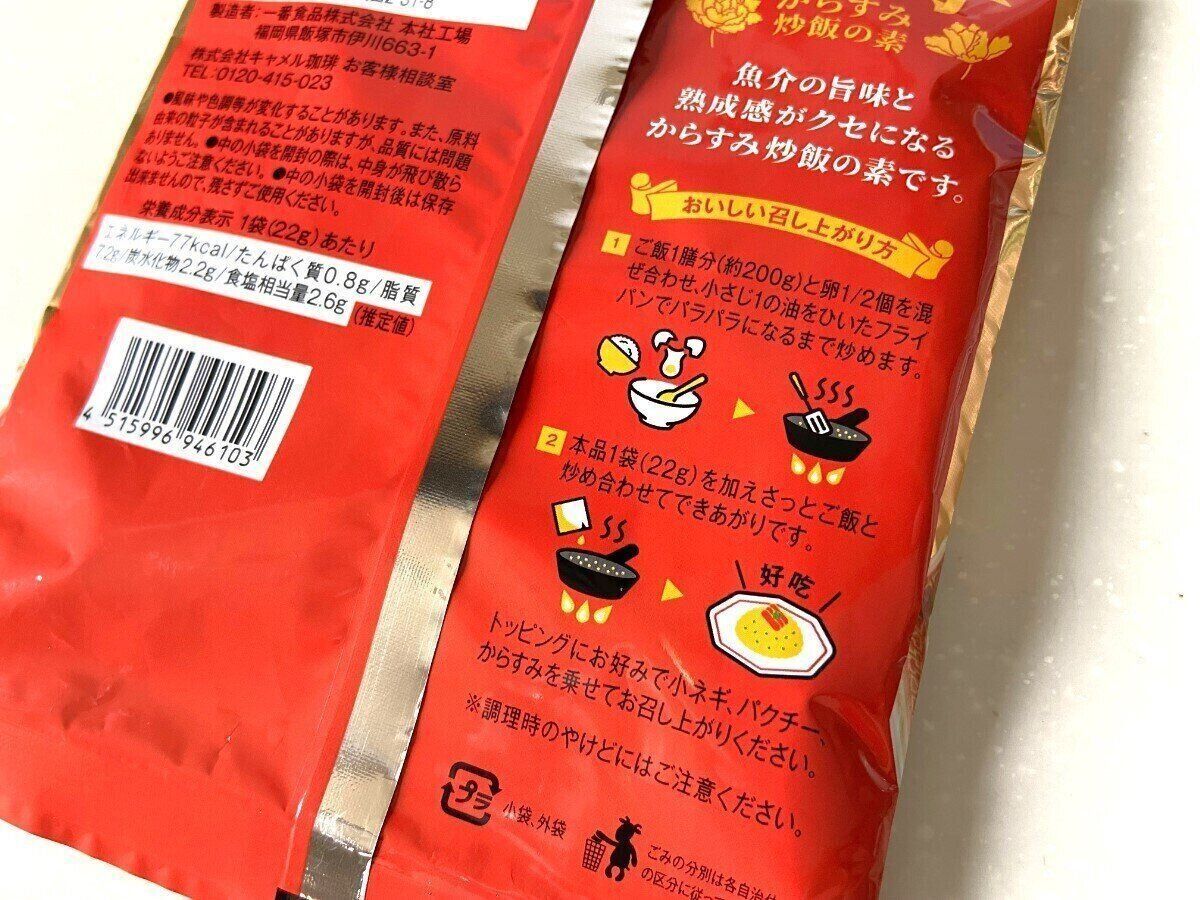 製造者:一番食品株式会社 本社工場
福岡県飯塚市伊川663-1
株式会社キャメル珈琲 お客様相談室
TEL:0120-415-023
●風味や色調等が変化することがあります。また、原料
由来の粒子が含まれることがありますが、品質には問題
ありません。●中の小袋を開封の際は、中身が飛び散ら
ないようご注意ください。●中の小袋を開封後は保存
出来ませんので、残さずご使用ください。
栄養成分表示 1袋(22g)あたり
エネルギー77kcal/たんぱく質0.8g/脂質
7.2g/炭水化物2.2g/食塩相当量2.6g
(推定値)
4 515996 946103
からすみ
炒飯の素
魚介の旨味と
熟成感がクセになる
からすみ炒飯の素です。
おいしい召し上がり方
1 ご飯1膳分(約200g)と卵1/2個を混
ぜ合わせ、小さじ1の油をひいたフライ
パンでパラパラになるまで炒めます。
2 本品1袋(22g)を加えさっとご飯と
炒め合わせてできあがりです。
好吃
トッピングにお好みで小ネギ、パクチー、
からすみを乗せてお召し上がりください。
※調理時のやけどにはご注意ください。
プラ
小袋、外袋
ごみの分別は各自治
の区分に従って